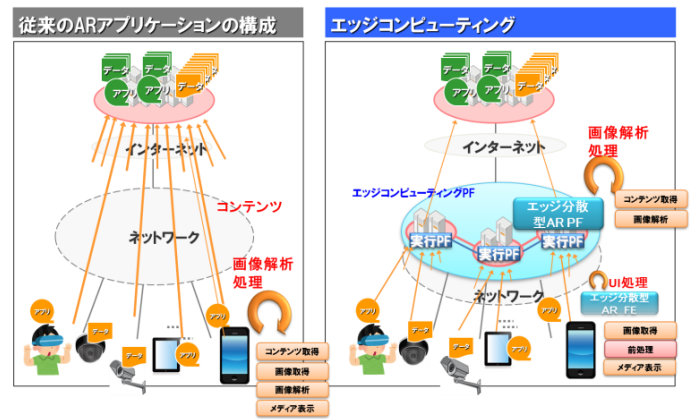 従来のARアプリケーションの構成
データ
データ
データ
アプリ
アプリ
インターネット
コンテンツ
ネットワーク
画像解析
処理
アプリ
データ
データ
アプリ
アプリ
コンテンツ取得
画像取得
画像解析
メディア表示
エッジコンピューティング
データ
データ
データ
アプリ
アプリ
画像解析
処理
インターネット
コンテンツ取得
画像解析
エッジコンピューティングPF
エッジ分散
型AR PF
実行PF
実行PF
実行PF
UI処理
ネットワーク
エッジ分散型
AR FE
アプリ
データ
データ
アプリ
アプリ
画像取得
前処理
メディア表示